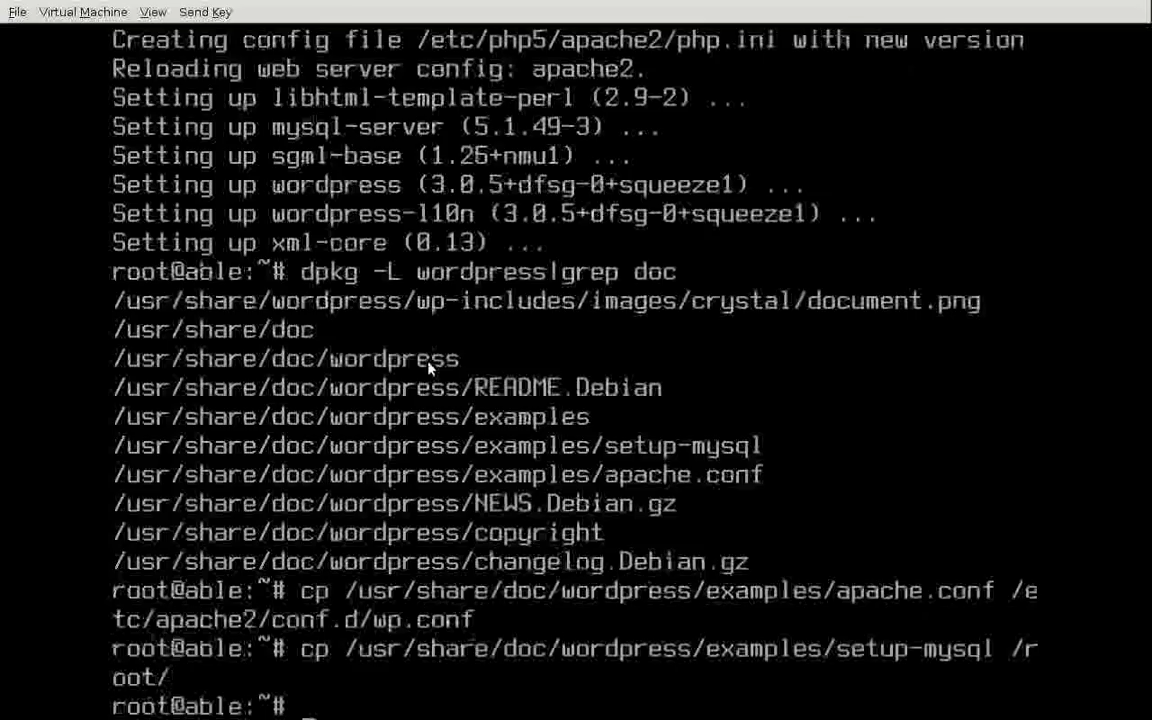 File Virtual Machine View Send Key
Creating config file /etc/php5/apache2/php.ini with new version
Reloading web server config: apache2.
Setting up libhtml-template-perl (2.9-2) ...
Setting up mysql-server (5.1.49-3) ...
Setting up sgml-base (1.26+nmu1) ...
Setting up wordpress (3.0.5+dfsg-0+squeeze1) ...
Setting up wordpress-l10n (3.0.5+dfsg-0+squeeze1) ...
Setting up xml-core (0.13) ...
root@able:~# dpkg -L wordpress|grep doc
/usr/share/wordpress/wp-includes/images/crystal/document.png
/usr/share/doc
/usr/share/doc/wordpress
/usr/share/doc/wordpress/README.Debian
/usr/share/doc/wordpress/examples
/usr/share/doc/wordpress/examples/setup-mysql
/usr/share/doc/wordpress/examples/apache.conf
/usr/share/doc/wordpress/NEWS.Debian.gz
/usr/share/doc/wordpress/copyright
/usr/share/doc/wordpress/changelog.Debian.gz
root@able:~# cp /usr/share/doc/wordpress/examples/apache.conf /e
tc/apache2/conf.d/wp.conf
root@able:~# cp /usr/share/doc/wordpress/examples/setup-mysql /r
oot/
root@able:~#